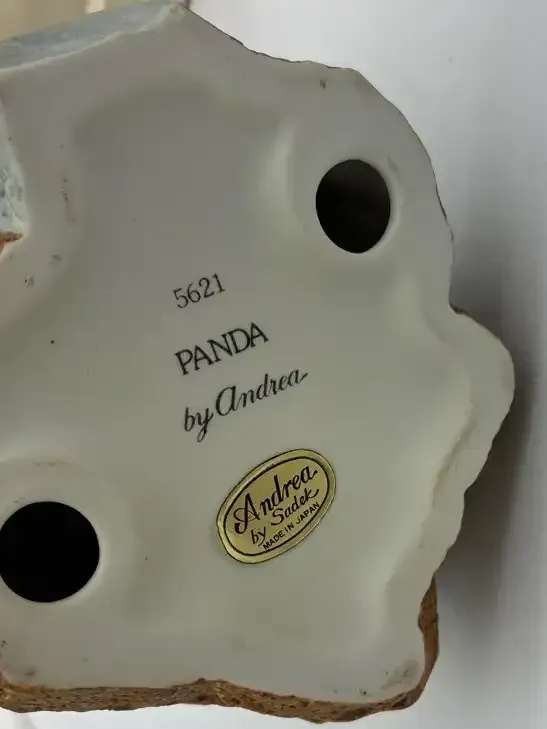 5621
PANDA
by Andrea
Andrea
by Sadek
MADE IN JAPAN